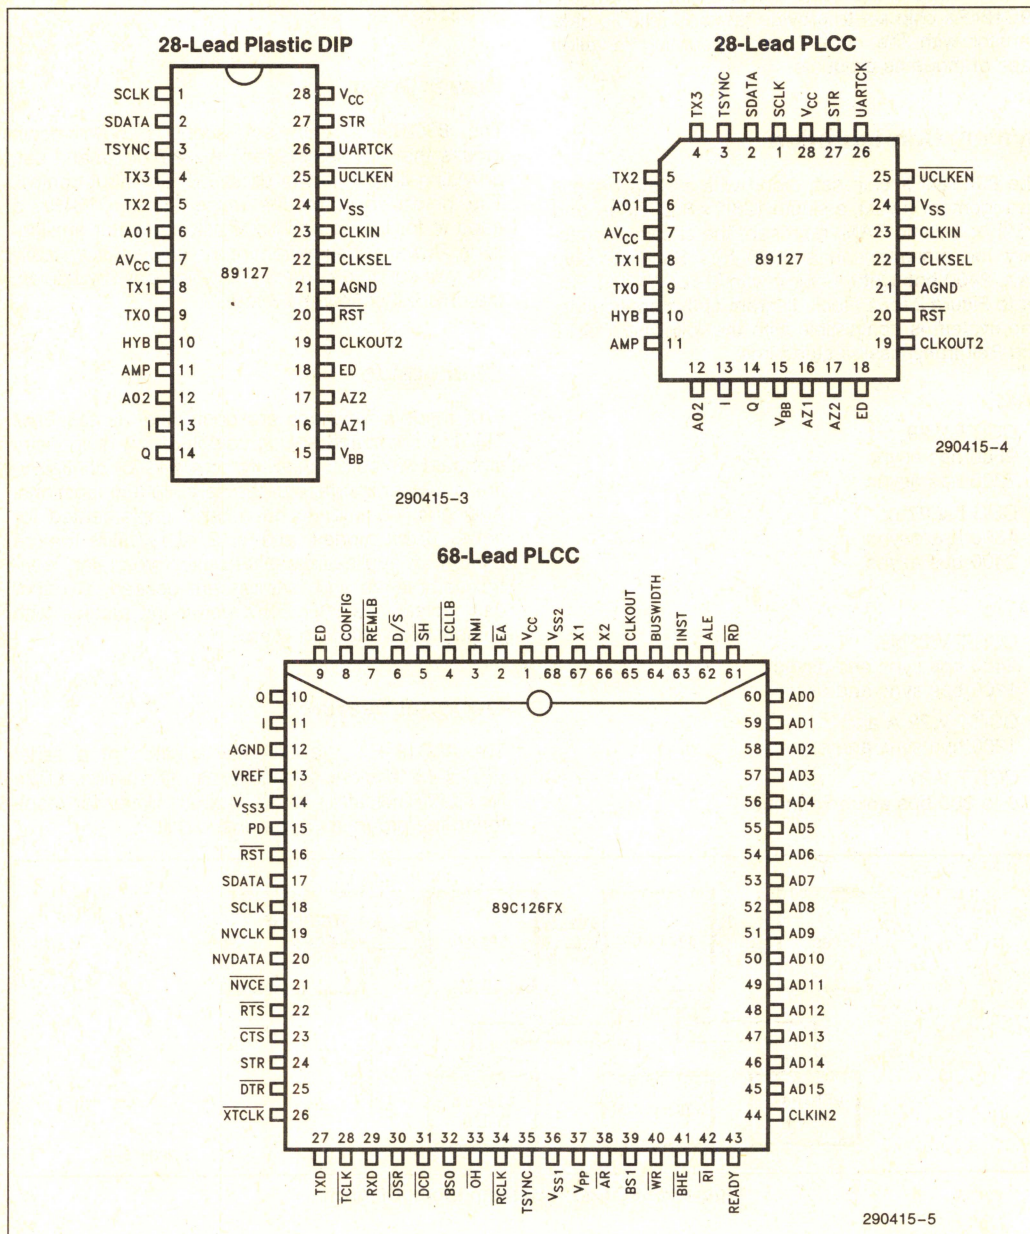 28-Lead Plastic DIP
SCLK 1 28 VCC
SDATA 2 27 STR
TSYNC 3 26 UARTCK
TX3 4 25 UCLKEN
TX2 5 24 VSS
AO1 6 23 CLKIN
AVCC 7 22 CLKSEL
89127
TX1 8 21 AGND
TX0 9 20 RST
HYB 10 19 CLKOUT2
AMP 11 18 ED
AO2 12 17 AZ2
I 13 16 AZ1
Q 14 15 VBB
290415-3
28-Lead PLCC
TX3 TSYNC SDATA SCLK VCC STR UARTCK
4 3 2 1 28 27 26
TX2 5 25 UCLKEN
AO1 6 24 VSS
AVCC 7 23 CLKIN
TX1 8 89127 22 CLKSEL
TX0 9 21 AGND
HYB 10 20 RST
AMP 11 19 CLKOUT2
12 13 14 15 16 17 18
AO2 I Q VBB AZ1 AZ2 ED
290415-4
68-Lead PLCC
ED CONFIG REMLB D/S SH LCLLB NMI EA VCC VSS2 X1 X2 CLKOUT BUSWIDTH INST ALE RD
9 8 7 6 5 4 3 2 1 68 67 66 65 64 63 62 61
Q 10 60 AD0
I 11 59 AD1
AGND 12 58 AD2
VREF 13 57 AD3
VSS3 14 56 AD4
PD 15 55 AD5
RST 16 54 AD6
SDATA 17 53 AD7
SCLK 18 89C126FX 52 AD8
NVCLK 19 51 AD9
NVDATA 20 50 AD10
NVCE 21 49 AD11
RTS 22 48 AD12
CTS 23 47 AD13
STR 24 46 AD14
DTR 25 45 AD15
XTCLK 26 44 CLKIN2
27 28 29 30 31 32 33 34 35 36 37 38 39 40 41 42 43
TXD TCLK RXD DSR DCD BS0 OH RCLK TSYNC VSS1 VPP AR BS1 WR BHE RI READY
290415-5